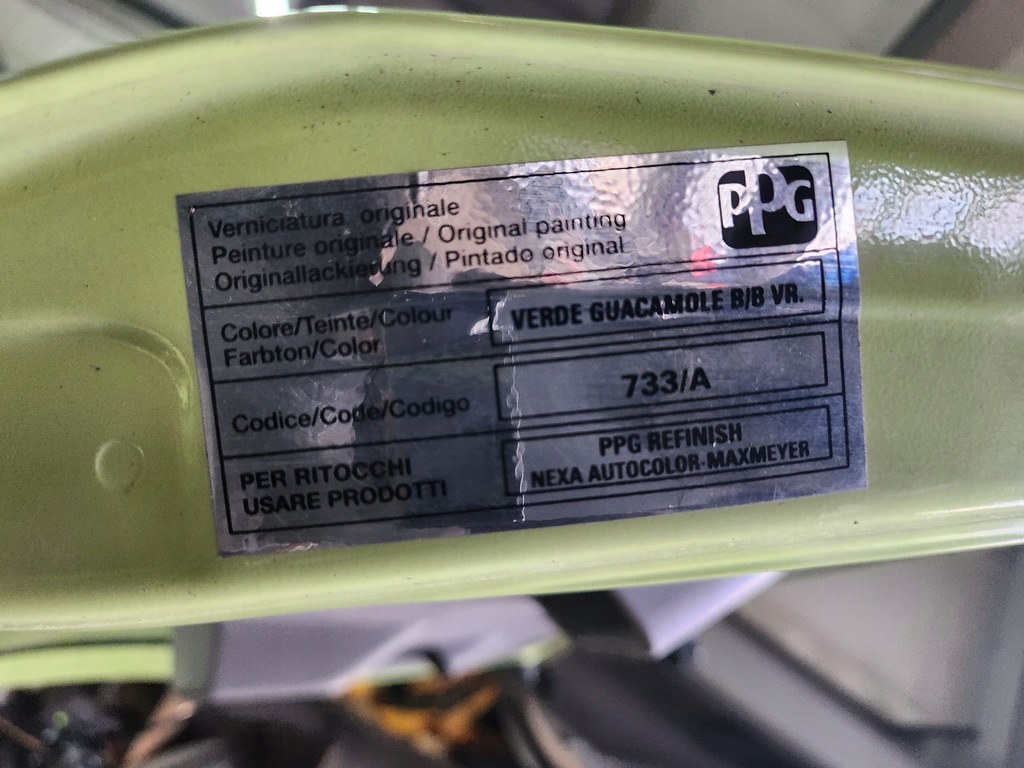 PPG
Verniciatura originale
Peinture originale / Original painting
Originallackierung / Pintado original
Colore/Teinte/Colour
Farbton/Color
VERDE GUACAMOLE B/B VR.
Codice/Code/Codigo
733/A
PER RITOCCHI
USARE PRODOTTI
PPG REFINISH
NEXA AUTOCOLOR-MAXMEYER